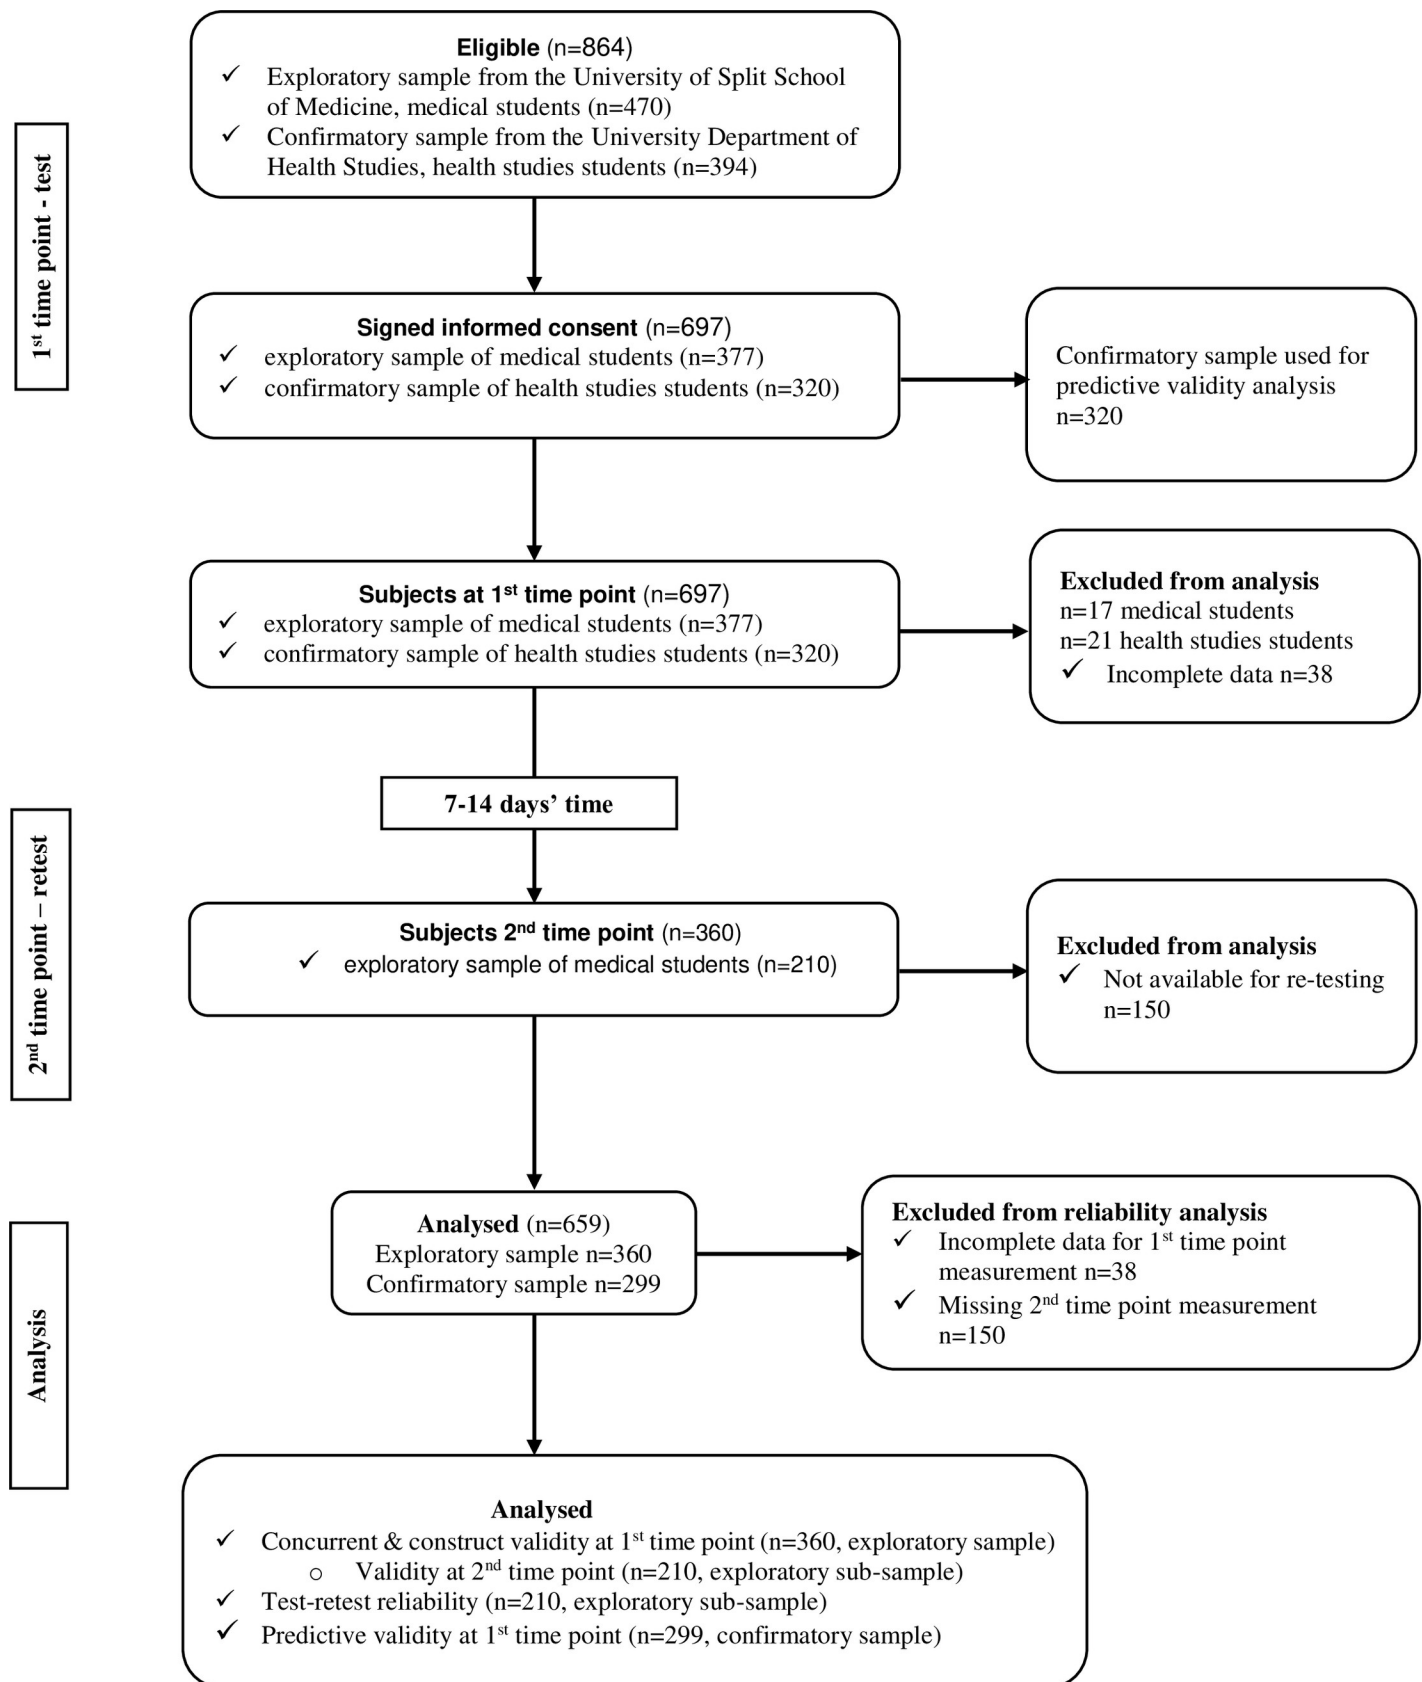 1st time point - test
Eligible (n=864)
✓ Exploratory sample from the University of Split School
of Medicine, medical students (n=470)
✓ Confirmatory sample from the University Department of
Health Studies, health studies students (n=394)
Signed informed consent (n=697)
✓ exploratory sample of medical students (n=377)
✓ confirmatory sample of health studies students (n=320)
Confirmatory sample used for
predictive validity analysis
n=320
Subjects at 1st time point (n=697)
✓ exploratory sample of medical students (n=377)
✓ confirmatory sample of health studies students (n=320)
Excluded from analysis
n=17 medical students
n=21 health studies students
✓ Incomplete data n=38
7-14 days’ time
2nd time point – retest
Subjects 2nd time point (n=360)
✓ exploratory sample of medical students (n=210)
Excluded from analysis
✓ Not available for re-testing
n=150
Analysis
Analysed (n=659)
Exploratory sample n=360
Confirmatory sample n=299
Excluded from reliability analysis
✓ Incomplete data for 1st time point
measurement n=38
✓ Missing 2nd time point measurement
n=150
Analysed
✓ Concurrent & construct validity at 1st time point (n=360, exploratory sample)
o Validity at 2nd time point (n=210, exploratory sub-sample)
✓ Test-retest reliability (n=210, exploratory sub-sample)
✓ Predictive validity at 1st time point (n=299, confirmatory sample)